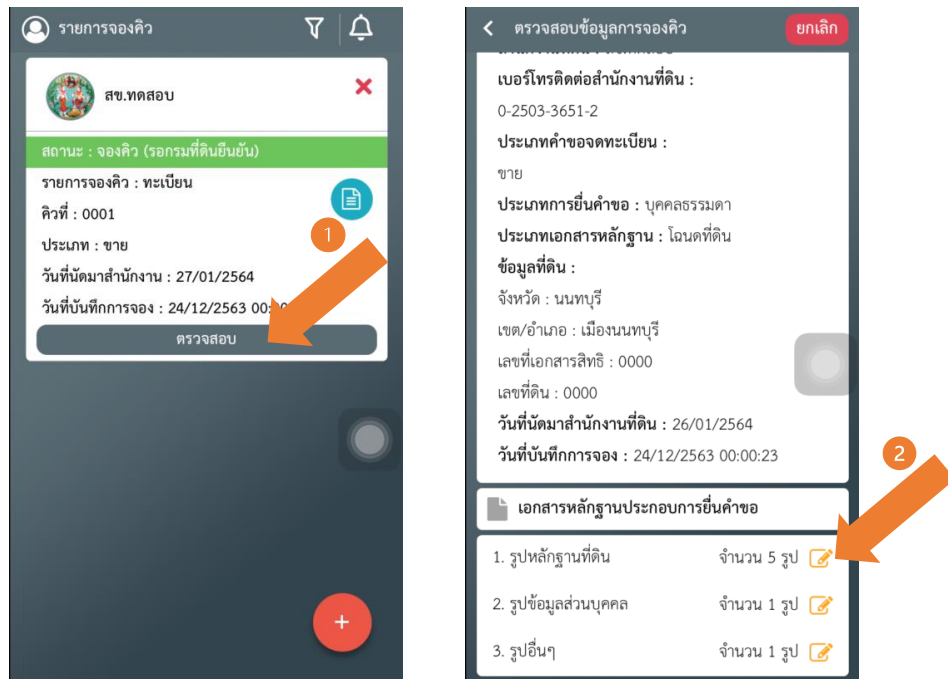 รายการจองคิว
สข.ทดสอบ
สถานะ : จองคิว (รอกรมที่ดินยืนยัน)
รายการจองคิว : ทะเบียน
คิวที่ : 0001
1
ประเภท : ขาย
วันที่นัดมาสำนักงาน : 27/01/2564
วันที่บันทึกการจอง : 24/12/2563 00:
ตรวจสอบ
+
ตรวจสอบข้อมูลการจองคิว
ยกเลิก
เบอร์โทรติดต่อสำนักงานที่ดิน :
0-2503-3651-2
ประเภทคำขอจดทะเบียน :
ขาย
ประเภทการยื่นคำขอ : บุคคลธรรมดา
ประเภทเอกสารหลักฐาน : โฉนดที่ดิน
ข้อมูลที่ดิน :
จังหวัด : นนทบุรี
เขต/อำเภอ : เมืองนนทบุรี
เลขที่เอกสารสิทธิ : 0000
เลขที่ดิน : 0000
วันที่นัดมาสำนักงานที่ดิน : 26/01/2564
วันที่บันทึกการจอง : 24/12/2563 00:00:23
2
เอกสารหลักฐานประกอบการยื่นคำขอ
1. รูปหลักฐานที่ดิน จำนวน 5 รูป
2. รูปข้อมูลส่วนบุคคล จำนวน 1 รูป
3. รูปอื่นๆ จำนวน 1 รูป